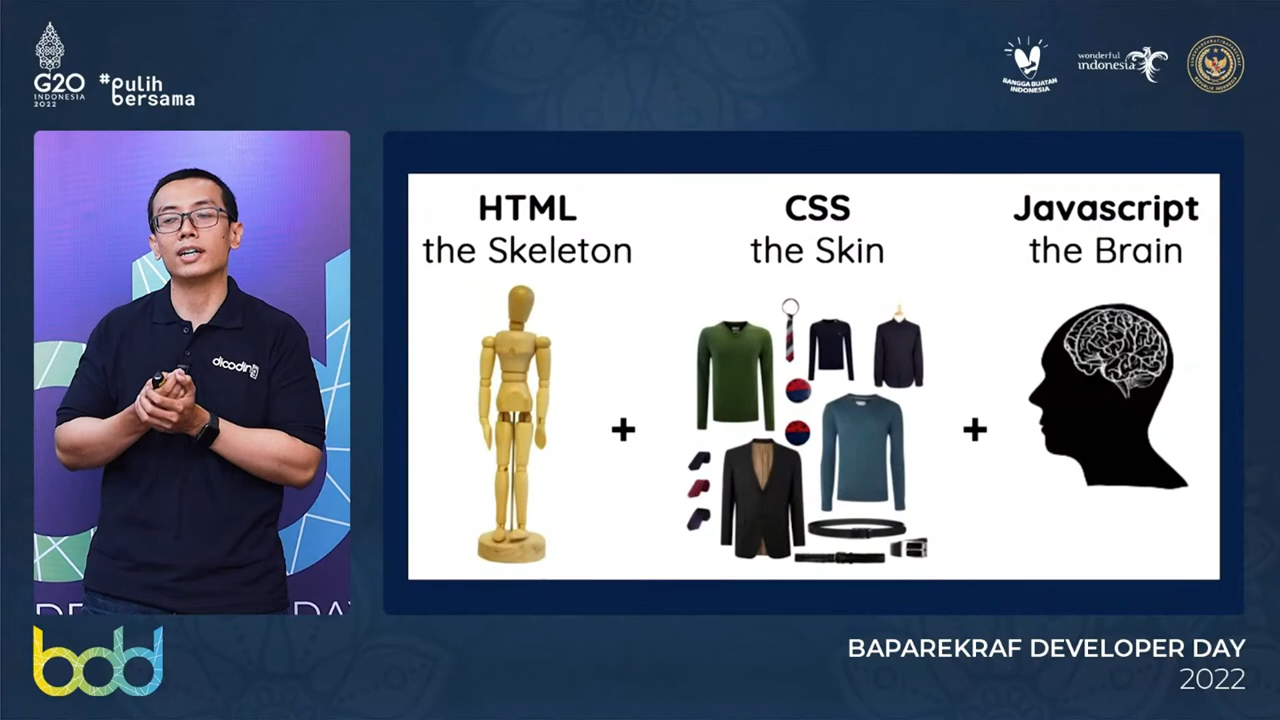 G20
INDONESIA
2022
#pulih
bersama
BANGGA BUATAN
INDONESIA
wonderful
indonesia
dicoding
HTML
the Skeleton
CSS
the Skin
Javascript
the Brain
+
+
bdd
BAPAREKRAF DEVELOPER DAY
2022